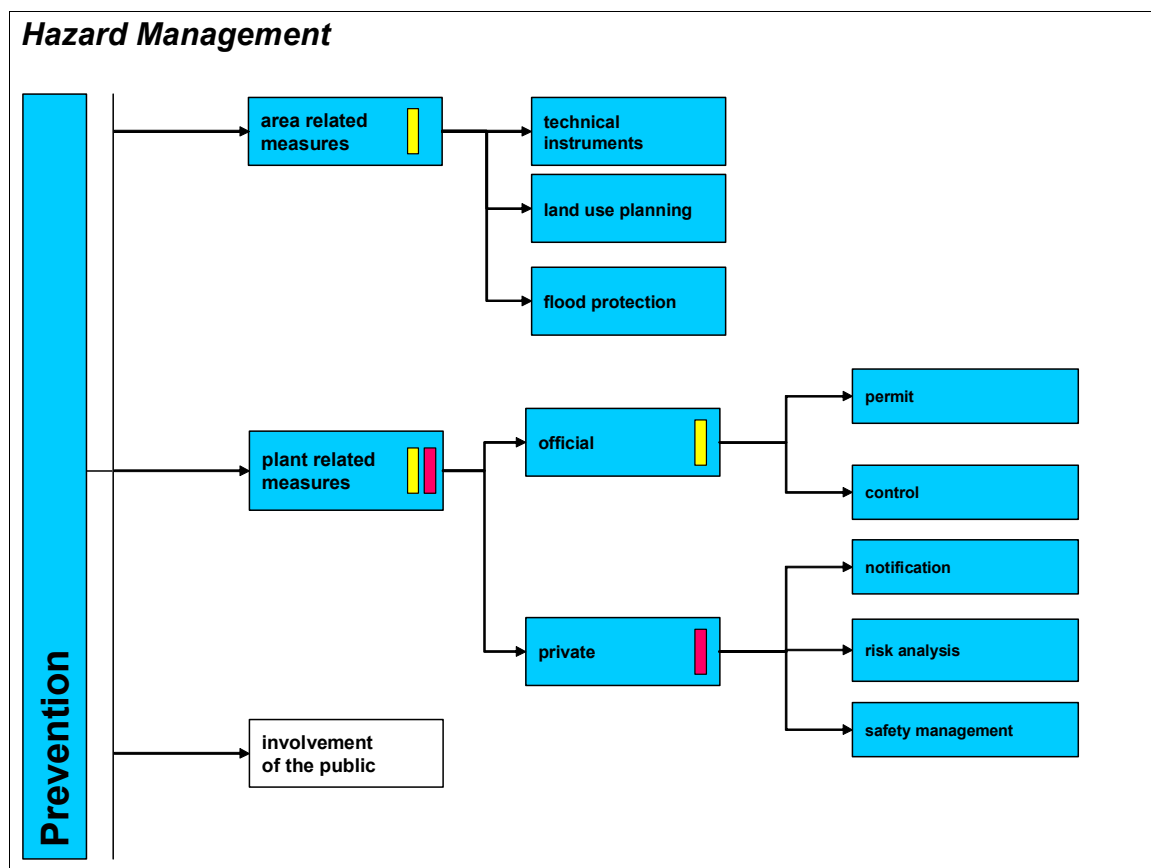 Hazard Management
Prevention
area related
measures
technical
instruments
land use planning
flood protection
plant related
measures
official
permit
control
private
notification
risk analysis
safety management
involvement
of the public